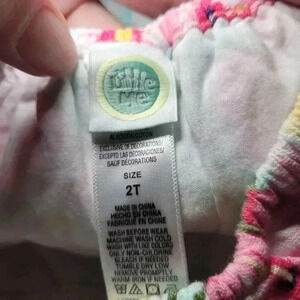 little
me
EXCLUSIVE OF DECORATIONS/
EXCEPTO LAS DECORACIONES/
SAUF DÉCORATIONS
SIZE
2T
MADE IN CHINA
HECHO EN CHINA
FABRIQUÉ EN CHINE
WASH BEFORE WEAR
MACHINE WASH COLD
WASH WITH LIKE COLORS
ONLY NON-CHLORINE
BLEACH IF NEEDED
TUMBLE DRY LOW
REMOVE PROMPTLY
WARM IRON IF NEEDED